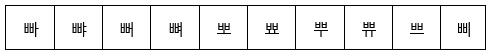 빠 뺘 뻐 뼈 뽀 뾰 뿌 쀼 쁘 삐